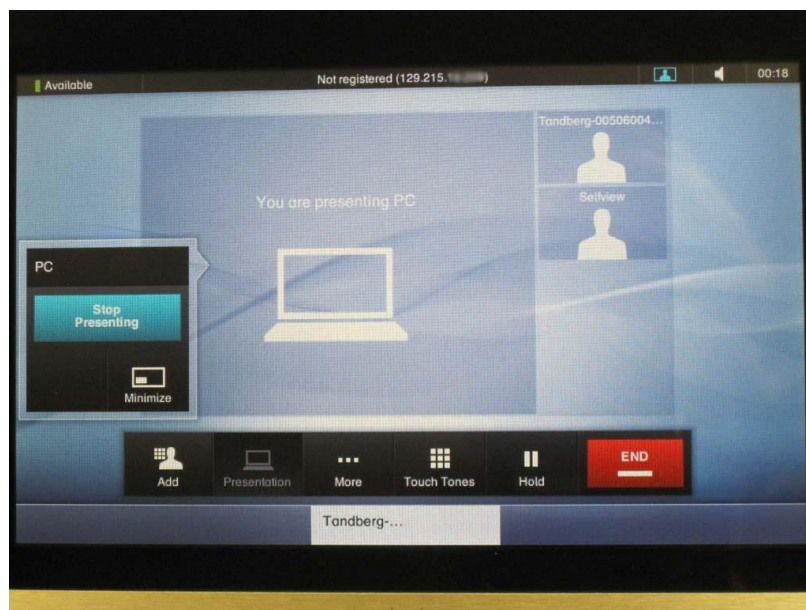 Available
Not registered (129.215.
)
00:18
Tandberg-00506004...
You are presenting PC
Selfview
PC
Stop
Presenting
Minimize
Add
Presentation
More
Touch Tones
Hold
END
Tandberg-...